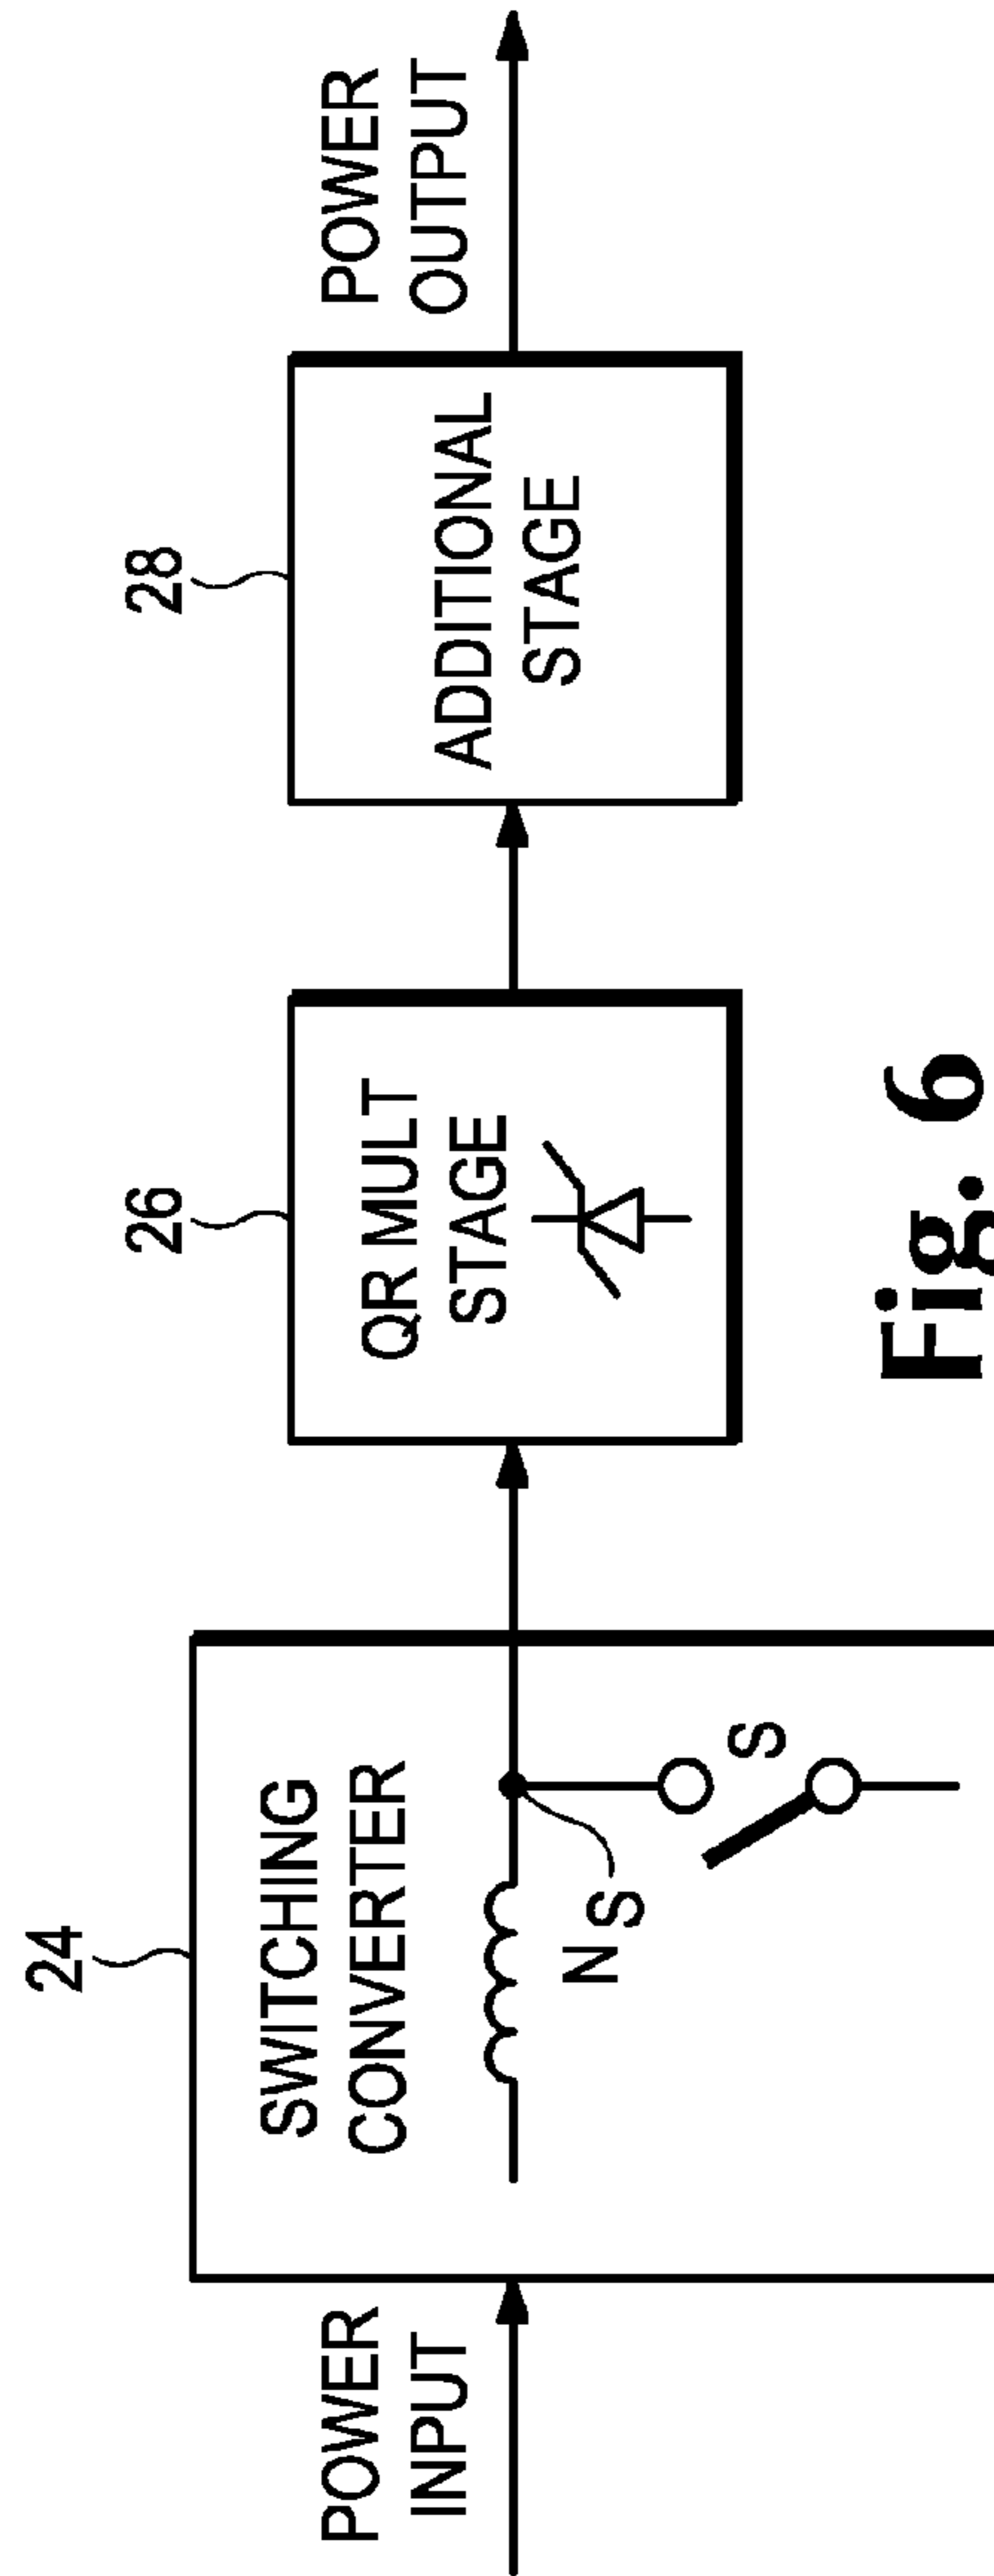 24
26
28
POWER
INPUT
SWITCHING
CONVERTER
N
S
S
QR MULT
STAGE
ADDITIONAL
STAGE
POWER
OUTPUT
Fig. 6